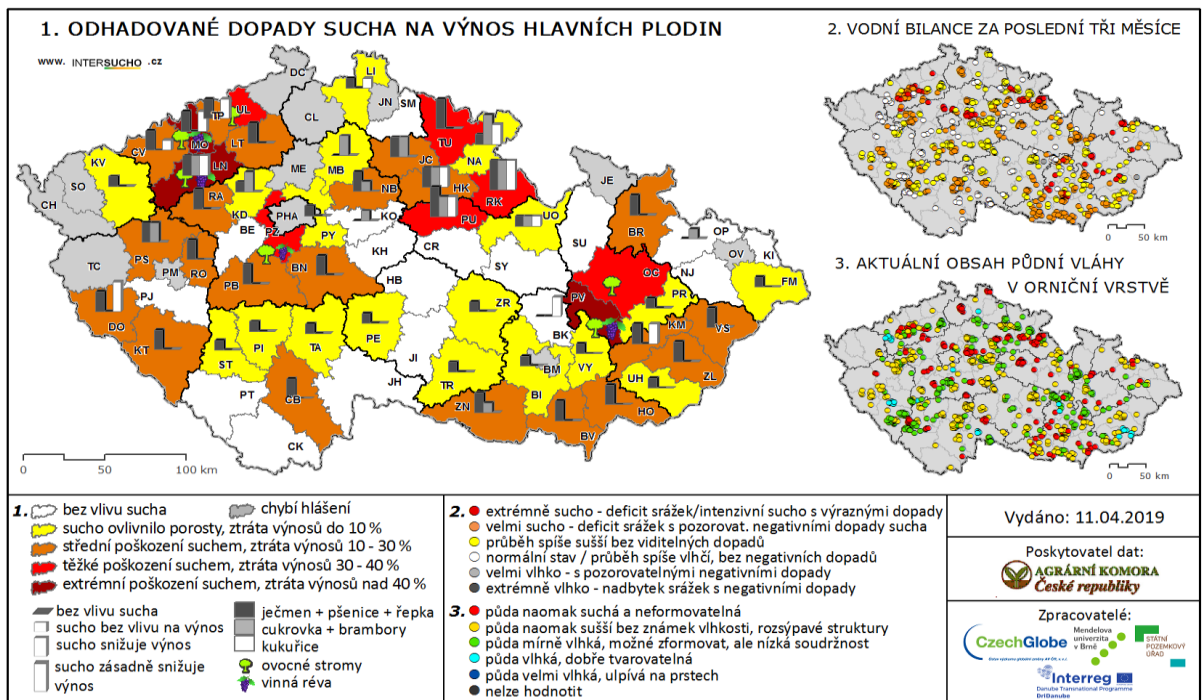 1. ODHADOVANÉ DOPADY SUCHA NA VÝNOS HLAVNÍCH PLODIN
www. INTERSUCHO .cz
DC
LI
JN
SM
CL
UL
TP
MO
LT
CV
LN
TU
KV
SO
CH
RA
ME
MB
JC
NA
NB
HK
RK
KD
PHA
BE
PZ
KO
PU
UO
PY
KH
CR
SY
JE
BR
SU
OP
OV
KI
NJ
FM
TC
PS
PM
RO
PJ
PB
BN
HB
DO
KT
ST
PI
TA
PE
ZR
JI
JH
TR
PT
CB
CK
OC
PV
PR
BK
KM
VS
BM
VY
BI
UH
ZL
ZN
HO
BV
0 50 100 km
2. VODNÍ BILANCE ZA POSLEDNÍ TŘI MĚSÍCE
0 50 km
3. AKTUÁLNÍ OBSAH PŮDNÍ VLÁHY
V ORNIČNÍ VRSTVĚ
0 50 km
1. bez vlivu sucha
chybí hlášení
sucho ovlivnilo porosty, ztráta výnosů do 10 %
střední poškození suchem, ztráta výnosů 10 - 30 %
těžké poškození suchem, ztráta výnosů 30 - 40 %
extrémní poškození suchem, ztráta výnosů nad 40 %
bez vlivu sucha
sucho bez vlivu na výnos
sucho snižuje výnos
sucho zásadně snižuje
výnos
ječmen + pšenice + řepka
cukrovka + brambory
kukuřice
ovocné stromy
vinná réva
2. extrémně sucho - deficit srážek/intenzivní sucho s výraznými dopady
velmi sucho - deficit srážek s pozorovat. negativními dopady sucha
průběh spíše sušší bez viditelných dopadů
normální stav / průběh spíše vlhčí, bez negativních dopadů
velmi vlhko - s pozorovatelnými negativními dopady
extrémně vlhko - nadbytek srážek s negativními dopady
3. půda naomak suchá a neformovatelná
půda naomak sušší bez známek vlhkosti, rozsýpavé struktury
půda mírně vlhká, možné zformovat, ale nízká soudržnost
půda vlhká, dobře tvarovatelná
půda velmi vlhká, ulpívá na prstech
nelze hodnotit
Vydáno: 11.04.2019
Poskytovatel dat:
AGRÁRNÍ KOMORA
České republiky
Zpracovatelé:
CzechGlobe
Mendelova
univerzita
v Brně
STÁTNÍ
POZEMKOVÝ
ÚŘAD
Interreg
Danube Transnational Programme
DriDanube